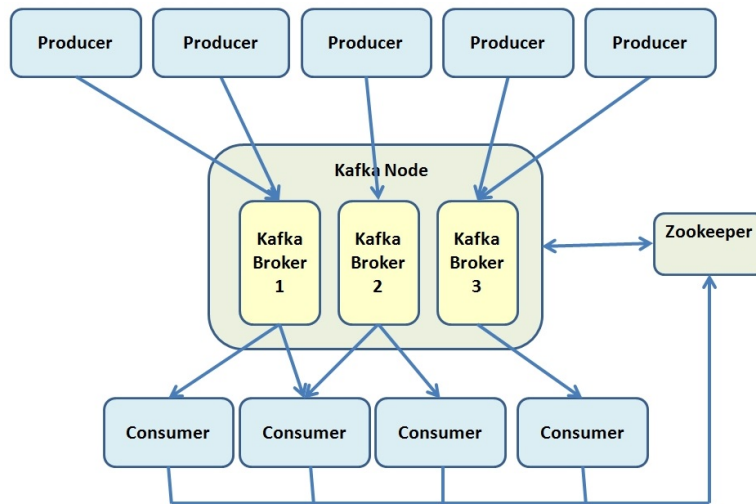 Producer
Producer
Producer
Producer
Producer
Kafka Node
Kafka
Broker
1
Kafka
Broker
2
Kafka
Broker
3
Zookeeper
Consumer
Consumer
Consumer
Consumer